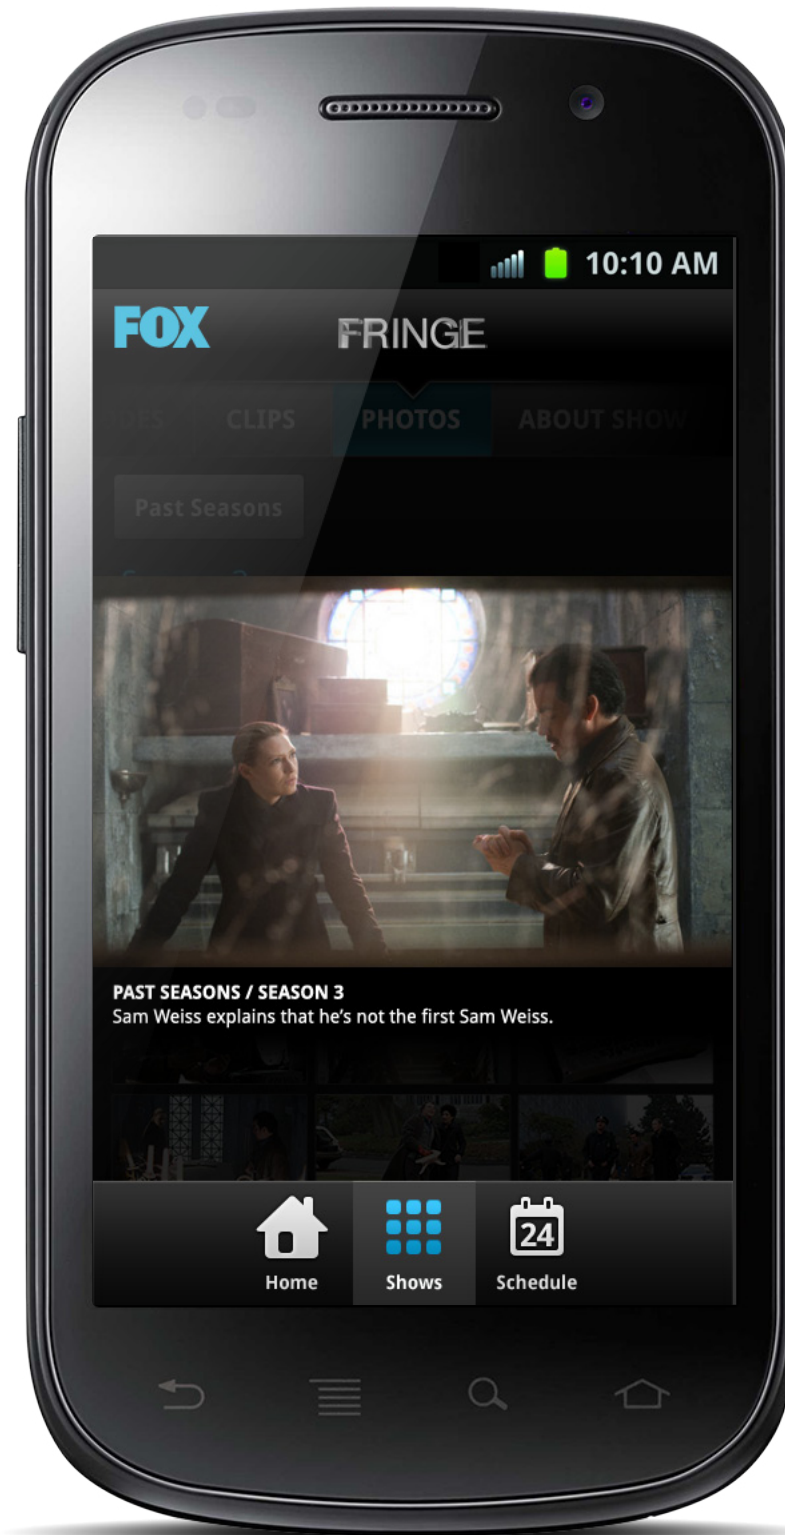 10:10 AM
FOX
FRINGE
DES CLIPS PHOTOS ABOUT SHOW
Past Seasons
PAST SEASONS / SEASON 3
Sam Weiss explains that he's not the first Sam Weiss.
24
Home Shows Schedule